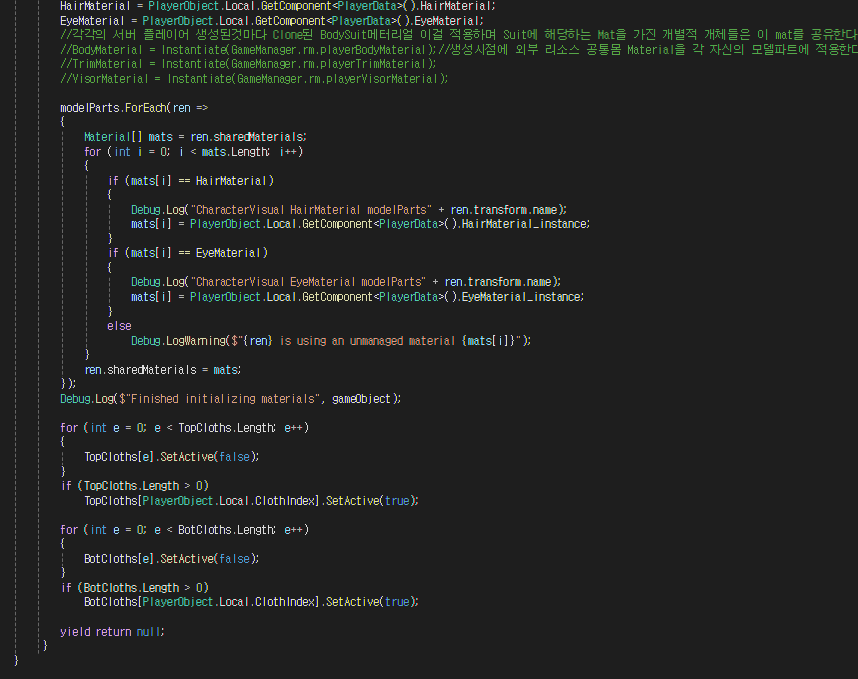 HairMaterial = PlayerObject.Local.GetComponent<PlayerData>().HairMaterial;
EyeMaterial = PlayerObject.Local.GetComponent<PlayerData>().EyeMaterial;
//각각의 서버 플레이어 생성된것마다 Clone된 BodySuit메터리얼 이걸 적용하며 Suit에 해당하는 Mat을 가진 개별적 개체들은 이 mat를 공유한다
//BodyMaterial = Instantiate(GameManager.rm.playerBodyMaterial);//생성시점에 외부 리소스 공통몸 Material을 각 자신의 모델파트에 적용한다
//TrimMaterial = Instantiate(GameManager.rm.playerTrimMaterial);
//VisorMaterial = Instantiate(GameManager.rm.playerVisorMaterial);
modelParts.ForEach(ren =>
{
Material[] mats = ren.sharedMaterials;
for (int i = 0; i < mats.Length; i++)
{
if (mats[i] == HairMaterial)
{
Debug.Log("CharacterVisual HairMaterial modelParts" + ren.transform.name);
mats[i] = PlayerObject.Local.GetComponent<PlayerData>().HairMaterial_instance;
}
if (mats[i] == EyeMaterial)
{
Debug.Log("CharacterVisual EyeMaterial modelParts" + ren.transform.name);
mats[i] = PlayerObject.Local.GetComponent<PlayerData>().EyeMaterial_instance;
}
else
Debug.LogWarning($"{ren} is using an unmanaged material {mats[i]}");
}
ren.sharedMaterials = mats;
});
Debug.Log($"Finished initializing materials", gameObject);
for (int e = 0; e < TopCloths.Length; e++)
{
TopCloths[e].SetActive(false);
}
if (TopCloths.Length > 0)
TopCloths[PlayerObject.Local.ClothIndex].SetActive(true);
for (int e = 0; e < BotCloths.Length; e++)
{
BotCloths[e].SetActive(false);
}
if (BotCloths.Length > 0)
BotCloths[PlayerObject.Local.ClothIndex].SetActive(true);
yield return null;
}
}